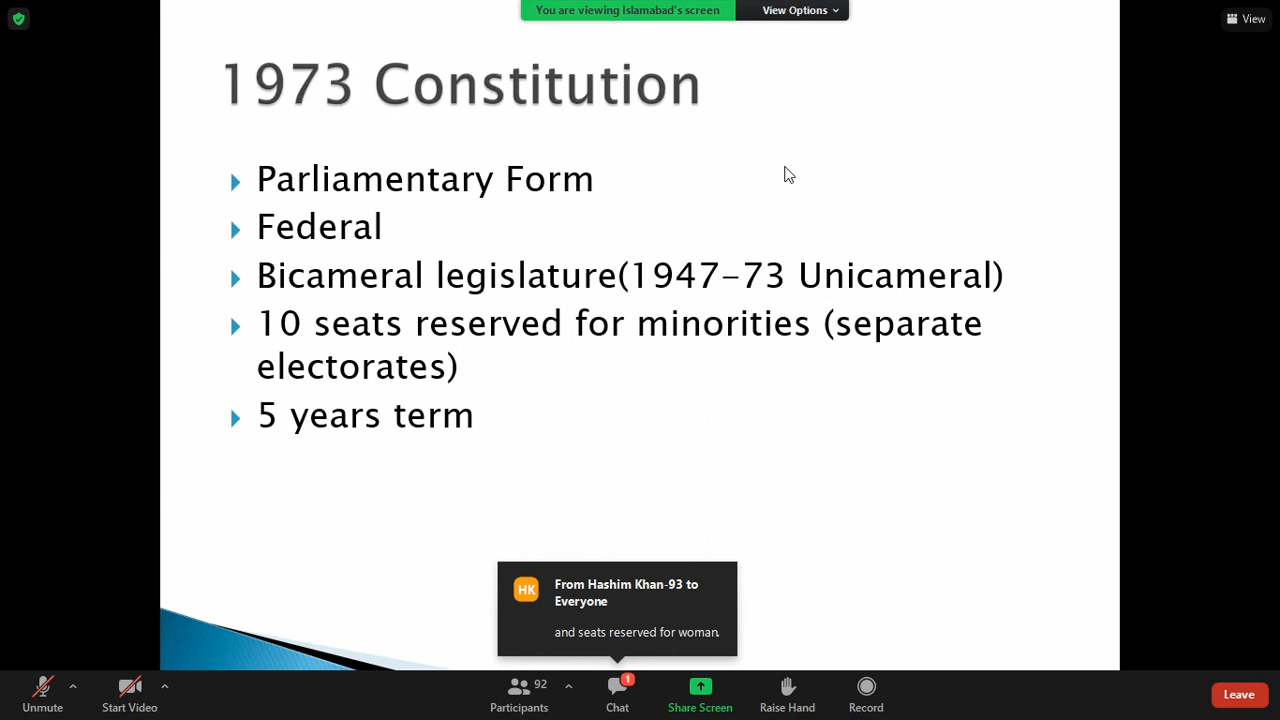 You are viewing Islamabad's screen
View Options
View
1973 Constitution
Parliamentary Form
Federal
Bicameral legislature(1947-73 Unicameral)
10 seats reserved for minorities (separate
electorates)
5 years term
HK
From Hashim Khan-93 to
Everyone
and seats reserved for woman.
Unmute
Start Video
92
Participants
1
Chat
Share Screen
Raise Hand
Record
Leave